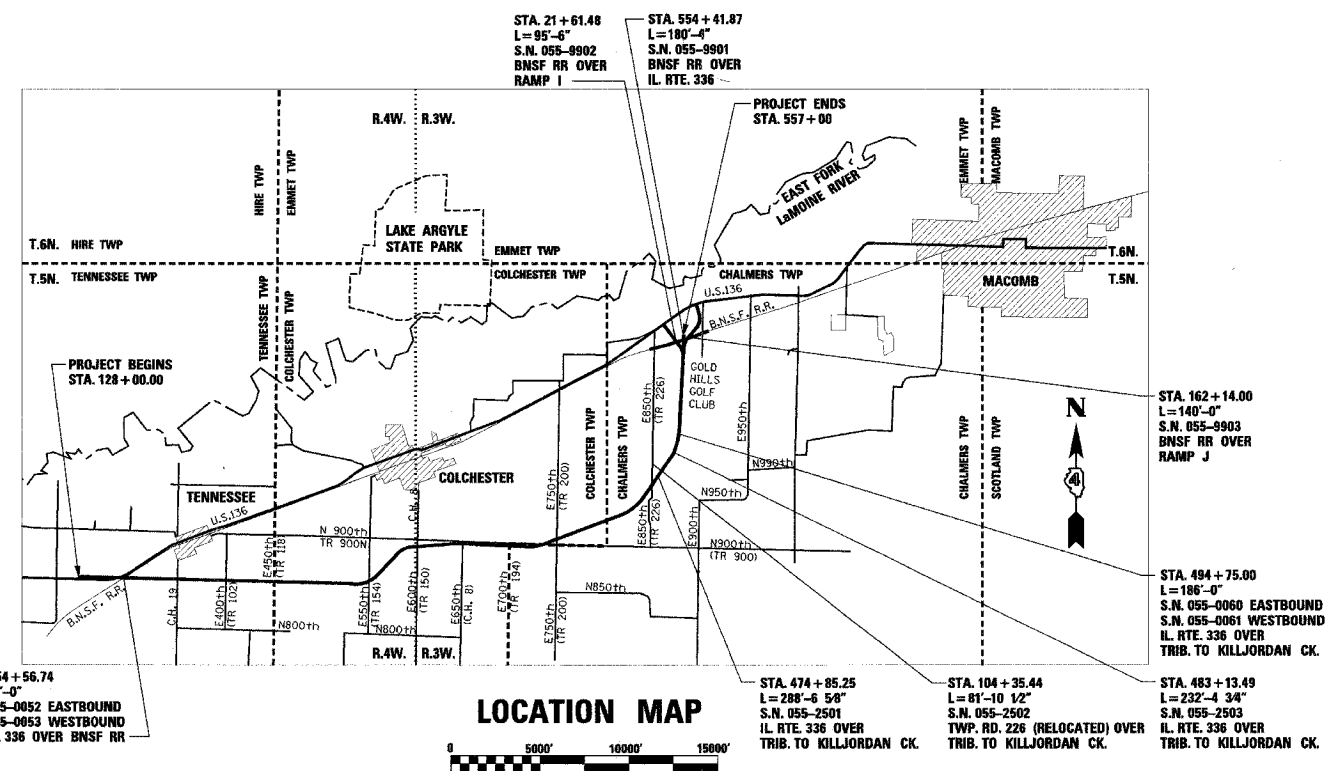 STA. 21+61.48
L=95'-6"
S.N. 055-9902
BNSF RR OVER
RAMP I
STA. 554+41.87
L=180'-4"
S.N. 055-9901
BNSF RR OVER
IL. RTE. 336
PROJECT ENDS
STA. 557+00
R.4W. R.3W.
HIRE TWP
EMMET TWP
EMMET TWP
MACOMB TWP
EAST FORK
LaMOINE RIVER
LAKE ARGYLE
STATE PARK
T.6N. HIRE TWP
EMMET TWP
T.6N.
T.5N. TENNESSEE TWP
COLCHESTER TWP
CHALMERS TWP
MACOMB
T.5N.
TENNESSEE TWP
COLCHESTER TWP
U.S.136
B.N.S.F. R.R.
PROJECT BEGINS
STA. 128+00.00
GOLD
HILLS
GOLF
CLUB
E850th
(TR 226)
E950th
COLCHESTER TWP
CHALMERS TWP
CHALMERS TWP
SCOTLAND TWP
STA. 162+14.00
L=140'-0"
S.N. 055-9903
BNSF RR OVER
RAMP J
N
4
TENNESSEE
U.S.136
COLCHESTER
C.H. 8
E750th
(TR 200)
N990th
N950th
N 900th
TR 900N
E450th
(TR 118)
E850th
(TR 226)
E900th
N900th
(TR 900)
B.N.S.F. R.R.
C.H. 19
E400th
(TR 102)
E550th
(TR 154)
E600th
(TR 150)
E650th
(C.H. 8)
E700th
(TR 194)
E750th
(TR 200)
N850th
N800th
N800th
R.4W. R.3W.
STA. 494+75.00
L=186'-0"
S.N. 055-0060 EASTBOUND
S.N. 055-0061 WESTBOUND
IL. RTE. 336 OVER
TRIB. TO KILLJORDAN CK.
54+56.74
'-0"
5-0052 EASTBOUND
5-0053 WESTBOUND
. 336 OVER BNSF RR
STA. 474+85.25
L=288'-6 5/8"
S.N. 055-2501
IL. RTE. 336 OVER
TRIB. TO KILLJORDAN CK.
STA. 104+35.44
L=81'-10 1/2"
S.N. 055-2502
TWP. RD. 226 (RELOCATED) OVER
TRIB. TO KILLJORDAN CK.
STA. 483+13.49
L=232'-4 3/4"
S.N. 055-2503
IL. RTE. 336 OVER
TRIB. TO KILLJORDAN CK.
LOCATION MAP
0 5000' 10000' 15000'